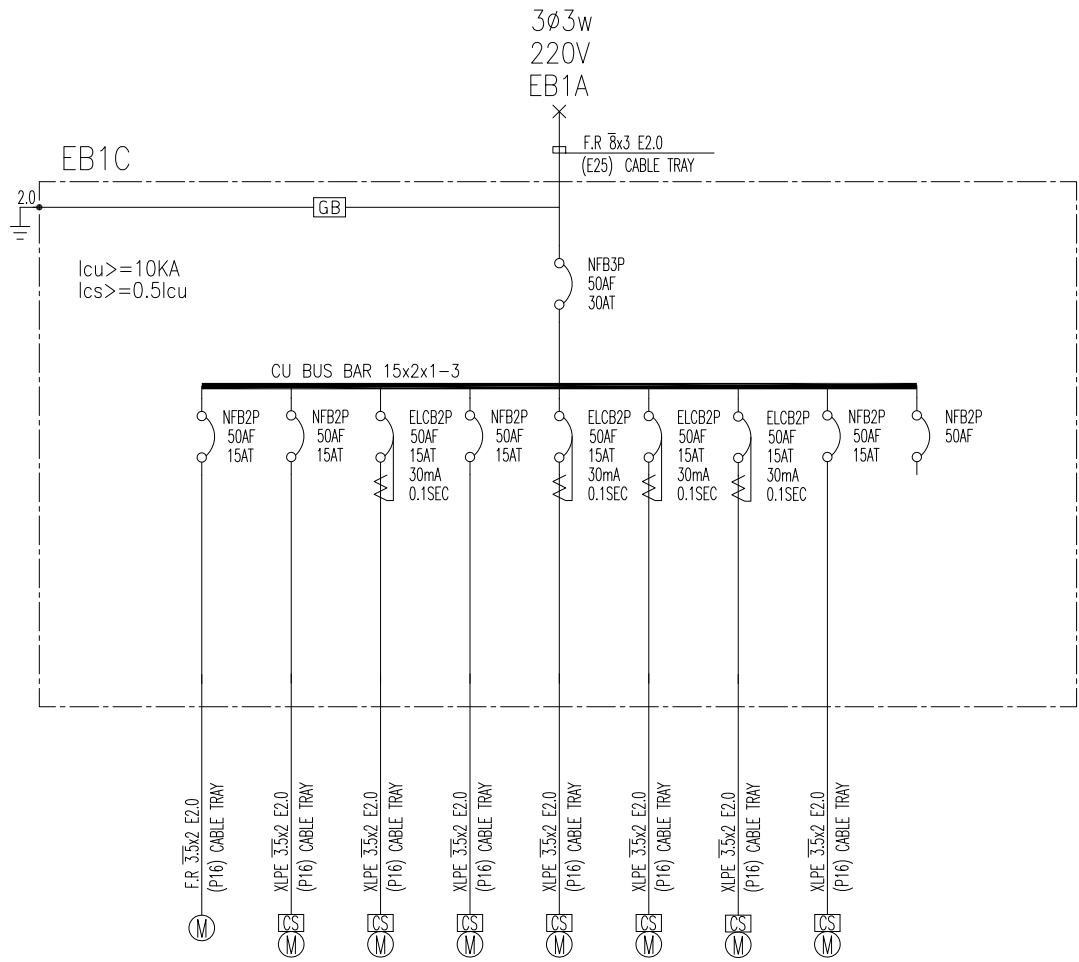 3ø3w
220V
EB1A
F.R 8x3 E2.0
(E25) CABLE TRAY
EB1C
2.0
GB
Icu>=10KA
Ics>=0.5Icu
NFB3P
50AF
30AT
CU BUS BAR 15x2x1-3
NFB2P
50AF
15AT
NFB2P
50AF
15AT
ELCB2P
50AF
15AT
30mA
0.1SEC
NFB2P
50AF
15AT
ELCB2P
50AF
15AT
30mA
0.1SEC
ELCB2P
50AF
15AT
30mA
0.1SEC
ELCB2P
50AF
15AT
30mA
0.1SEC
NFB2P
50AF
15AT
NFB2P
50AF
F.R 3.5x2 E2.0
(P16) CABLE TRAY
XLPE 3.5x2 E2.0
(P16) CABLE TRAY
XLPE 3.5x2 E2.0
(P16) CABLE TRAY
XLPE 3.5x2 E2.0
(P16) CABLE TRAY
XLPE 3.5x2 E2.0
(P16) CABLE TRAY
XLPE 3.5x2 E2.0
(P16) CABLE TRAY
XLPE 3.5x2 E2.0
(P16) CABLE TRAY
XLPE 3.5x2 E2.0
(P16) CABLE TRAY
M
CS
M
CS
M
CS
M
CS
M
CS
M
CS
M
CS
M